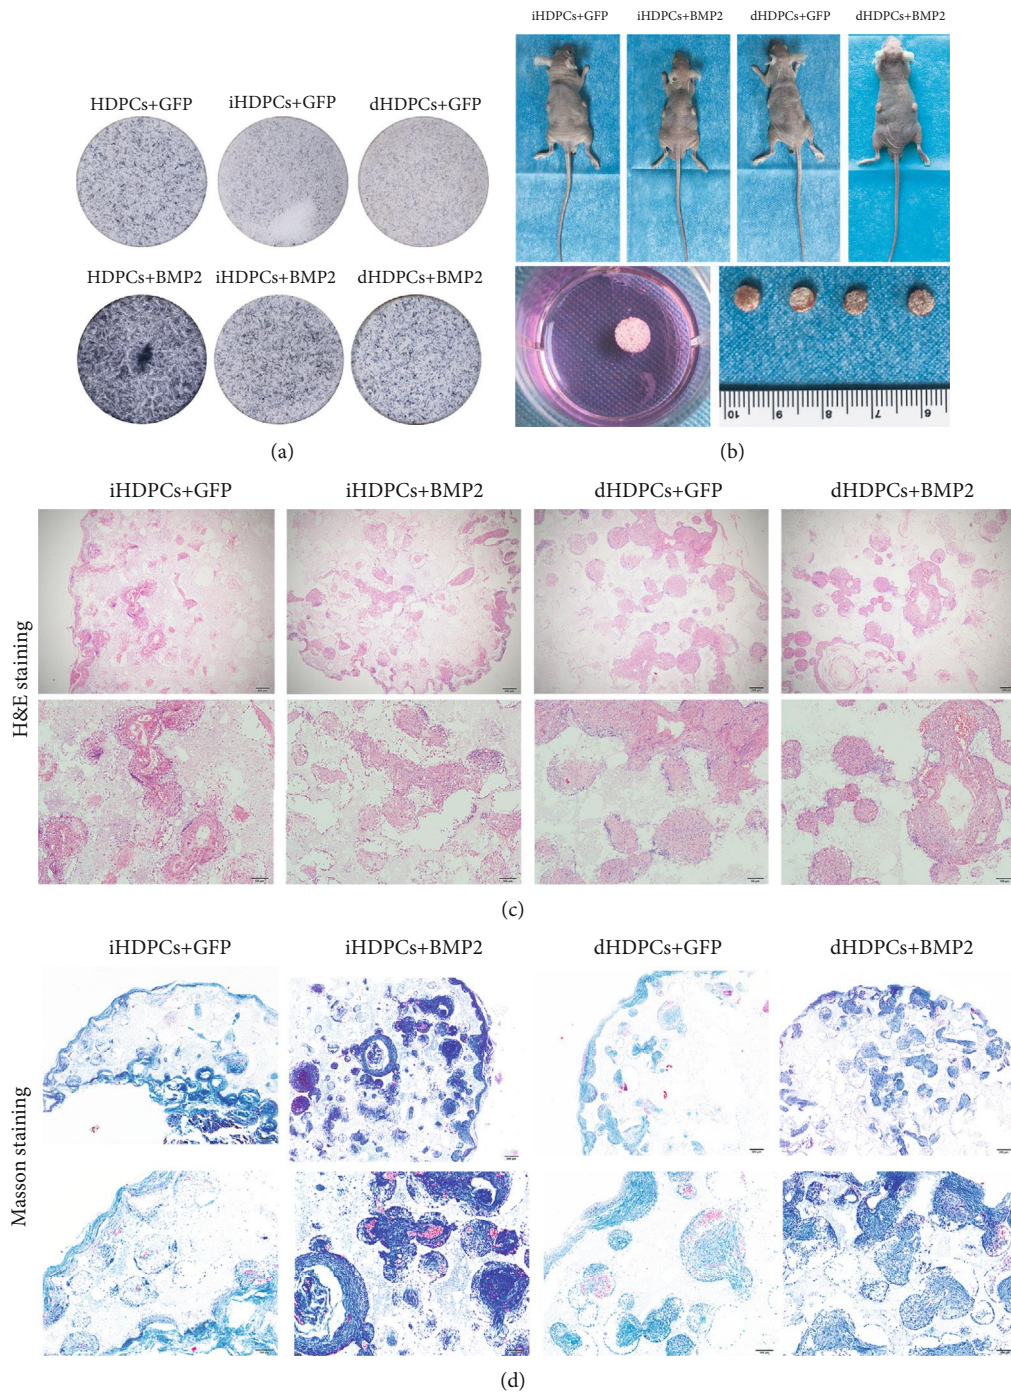 HDPCs+GFP iHDPCs+GFP dHDPCs+GFP
HDPCs+BMP2 iHDPCs+BMP2 dHDPCs+BMP2
(a)
iHDPCs+GFP iHDPCs+BMP2 dHDPCs+GFP dHDPCs+BMP2
10 9 8 7 6
(b)
iHDPCs+GFP iHDPCs+BMP2 dHDPCs+GFP dHDPCs+BMP2
H&E staining
(c)
iHDPCs+GFP iHDPCs+BMP2 dHDPCs+GFP dHDPCs+BMP2
Masson staining
(d)